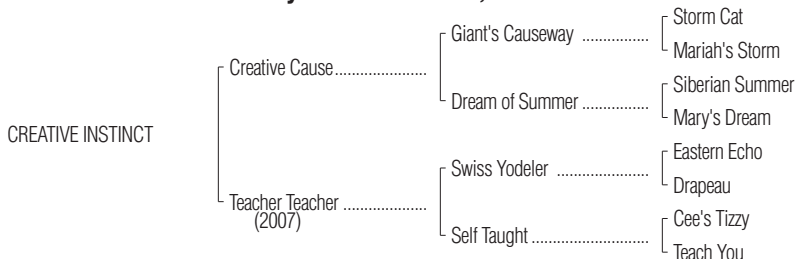 Storm Cat
Giant's Causeway ................
Mariah's Storm
Creative Cause......................
Siberian Summer
Dream of Summer ................
Mary's Dream
CREATIVE INSTINCT
Eastern Echo
Swiss Yodeler ......................
Drapeau
Teacher Teacher ....................
(2007)
Cee's Tizzy
Self Taught............................
Teach You